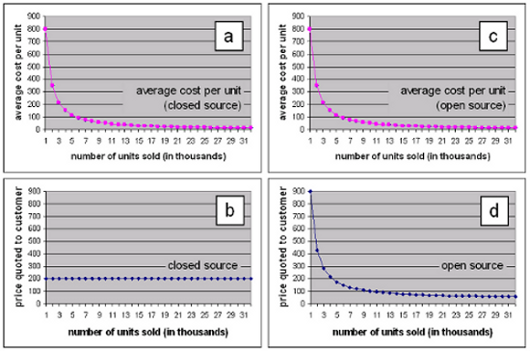 a
average cost per unit
900
800
700
600
500
400
300
200
100
0
average cost per unit
(closed source)
1 3 5 7 9 11 13 15 17 19 21 23 25 27 29 31
number of units sold (in thousands)
c
average cost per unit
900
800
700
600
500
400
300
200
100
0
average cost per unit
(open source)
1 3 5 7 9 11 13 15 17 19 21 23 25 27 29 31
number of units sold (in thousands)
b
price quoted to customer
900
800
700
600
500
400
300
200
100
0
closed source
1 3 5 7 9 11 13 15 17 19 21 23 25 27 29 31
number of units sold (in thousands)
d
price quoted to customer
900
800
700
600
500
400
300
200
100
0
open source
1 3 5 7 9 11 13 15 17 19 21 23 25 27 29 31
number of units sold (in thousands)